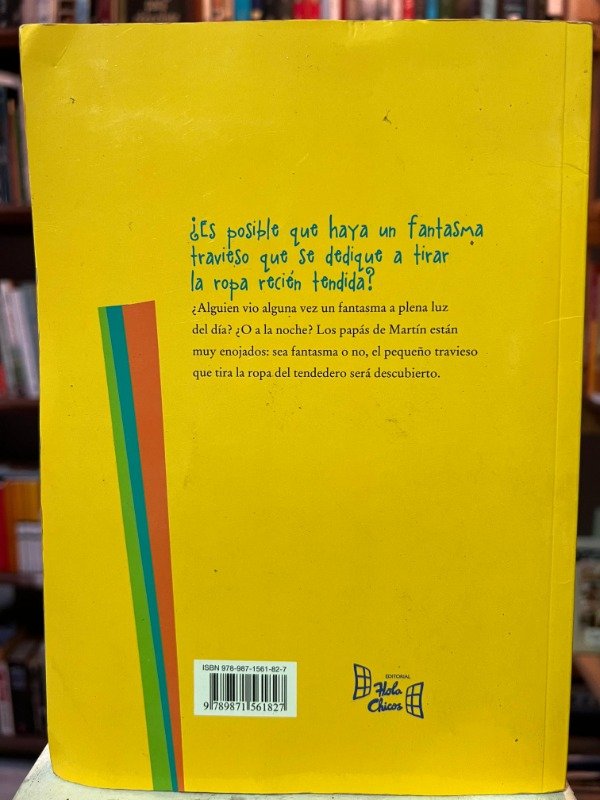 ¿Es posible que haya un fantasma
travieso que se dedique a tirar
la ropa recién tendida?
¿Alguien vio alguna vez un fantasma a plena luz
del día? ¿O a la noche? Los papás de Martín están
muy enojados: sea fantasma o no, el pequeño travieso
que tira la ropa del tendedero será descubierto.
ISBN 978-987-1561-82-7
9 789871 561827
EDITORIAL
Hola
Chicos